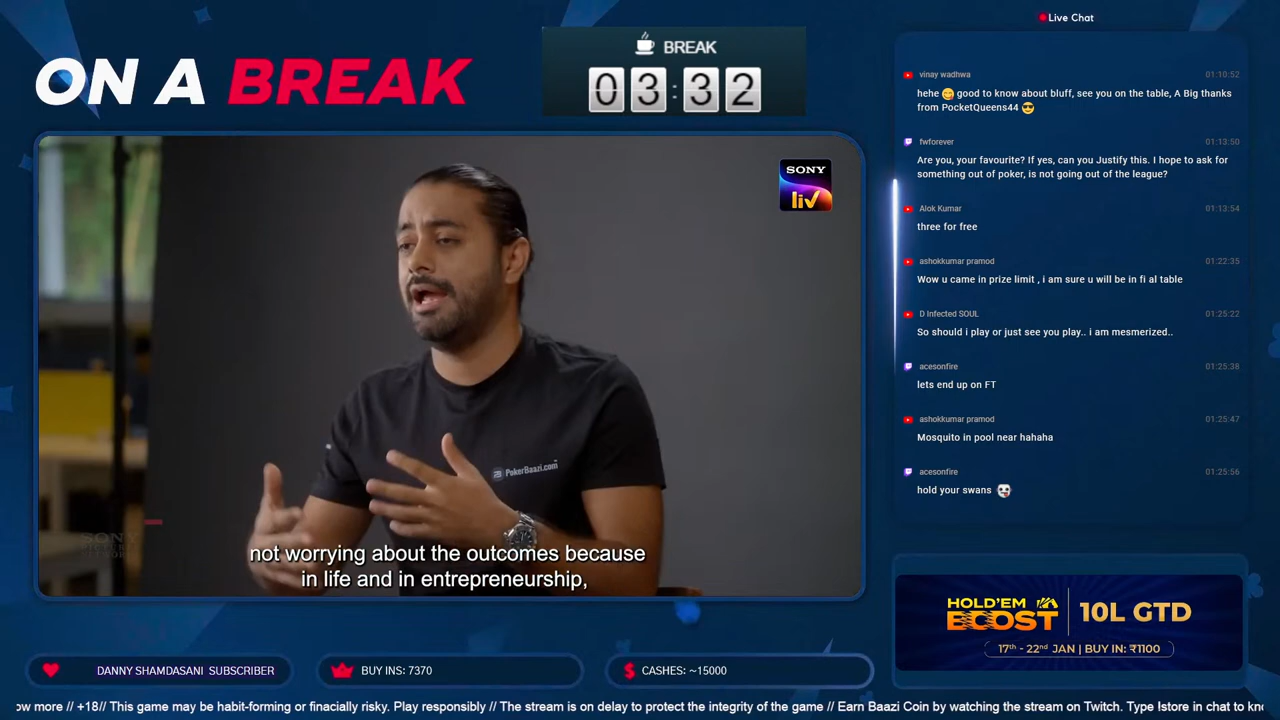 Live Chat
ON A BREAK
BREAK
03:32
SONY
liv
PokerBaazi.com
SONY
PICTURES
NETWORKS
not worrying about the outcomes because
in life and in entrepreneurship,
vinay wadhwa 01:10:52
hehe 😋 good to know about bluff, see you on the table, A Big thanks
from PocketQueens44 😎
fwforever 01:13:50
Are you, your favourite? If yes, can you Justify this. I hope to ask for
something out of poker, is not going out of the league?
Alok Kumar 01:13:54
three for free
ashokkumar pramod 01:22:35
Wow u came in prize limit , i am sure u will be in fi al table
D Infected SOUL 01:25:22
So should i play or just see you play.. i am mesmerized..
acesonfire 01:25:38
lets end up on FT
ashokkumar pramod 01:25:47
Mosquito in pool near hahaha
acesonfire 01:25:56
hold your swans
HOLD'EM
BOOST
10L GTD
17th - 22nd JAN | BUY IN: ₹1100
DANNY SHAMDASANI SUBSCRIBER
BUY INS: 7370
CASHES: ~15000
ow more // +18// This game may be habit-forming or finacially risky. Play responsibly // The stream is on delay to protect the integrity of the game // Earn Baazi Coin by watching the stream on Twitch. Type !store in chat to kno